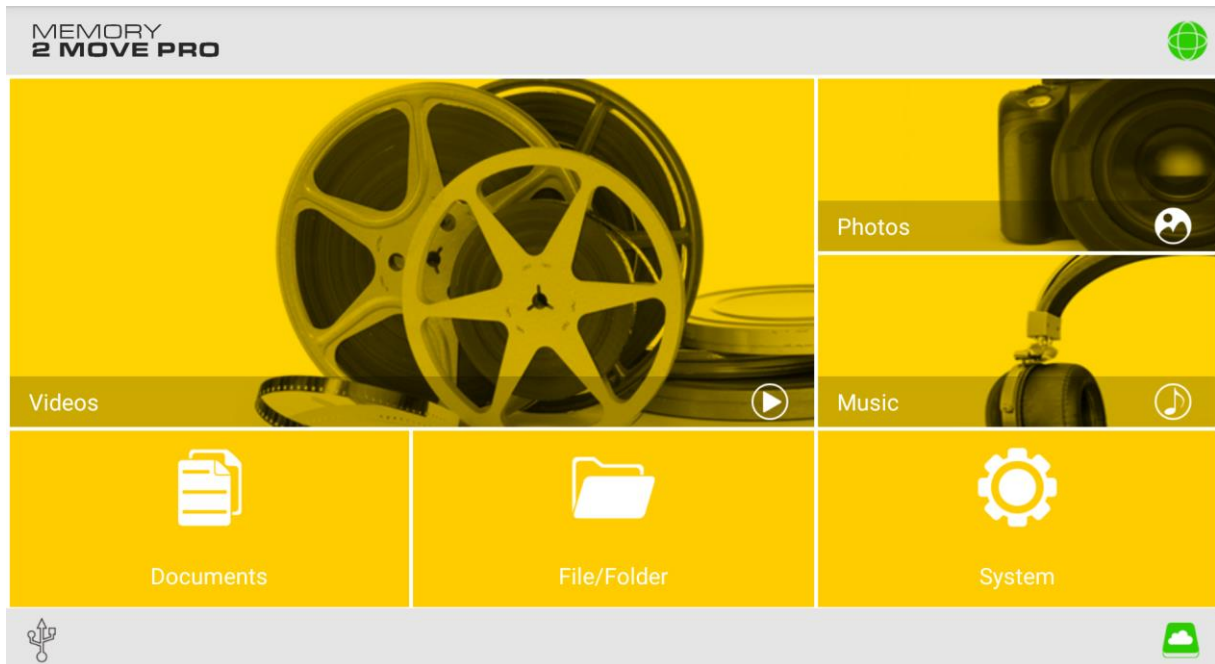 MEMORY
2 MOVE PRO
Photos
Videos
Music
Documents
File/Folder
System